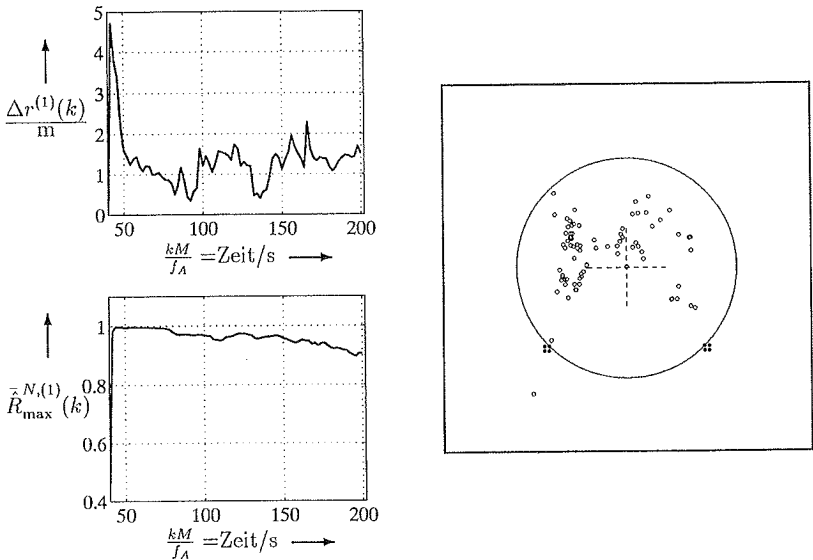 5
4
Δr⁽¹⁾(k)
m
3
2
1
0
50 100 150 200
kM/f_A =Zeit/s →
1
0.8
R̂̄_max^{N,(1)}(k)
0.6
0.4
50 100 150 200
kM/f_A =Zeit/s →